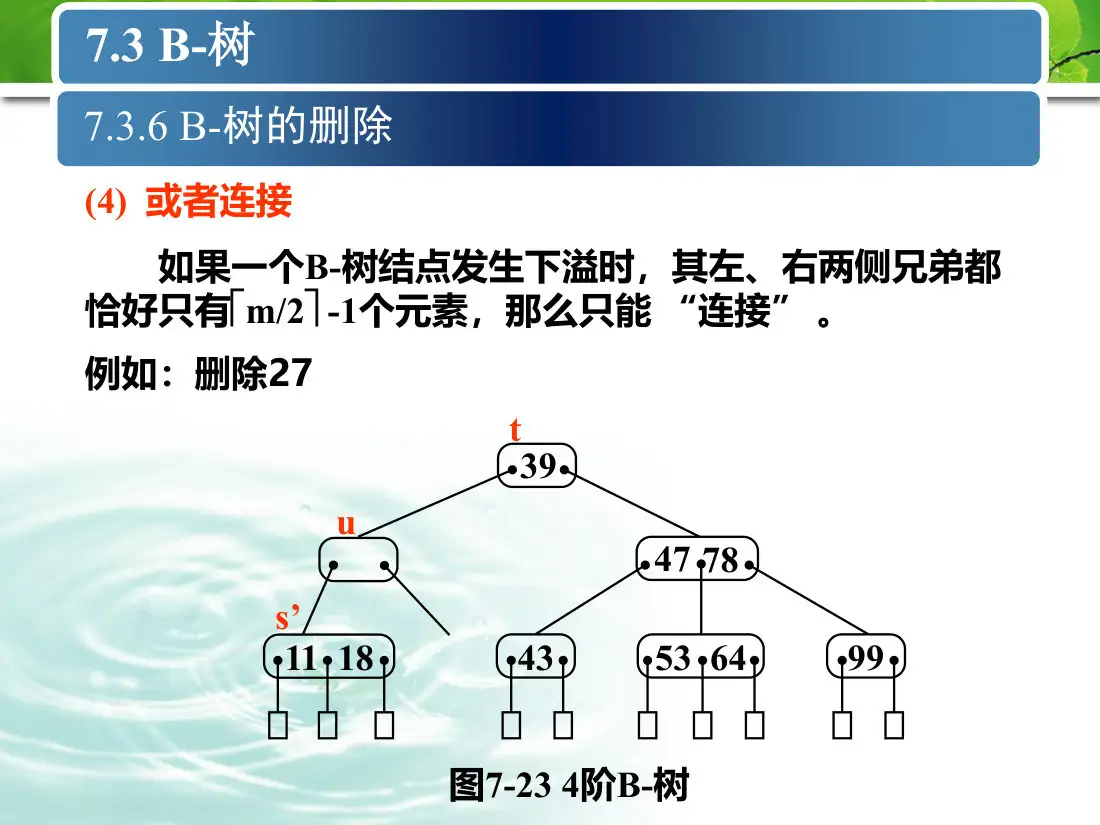 7.3 B-树
7.3.6 B-树的删除
(4) 或者连接
如果一个B-树结点发生下溢时，其左、右两侧兄弟都
恰好只有⌈m/2⌉-1个元素，那么只能 “连接” 。
例如：删除27
t
39
u
47 78
s’
11 18
43
53 64
99
图7-23 4阶B-树